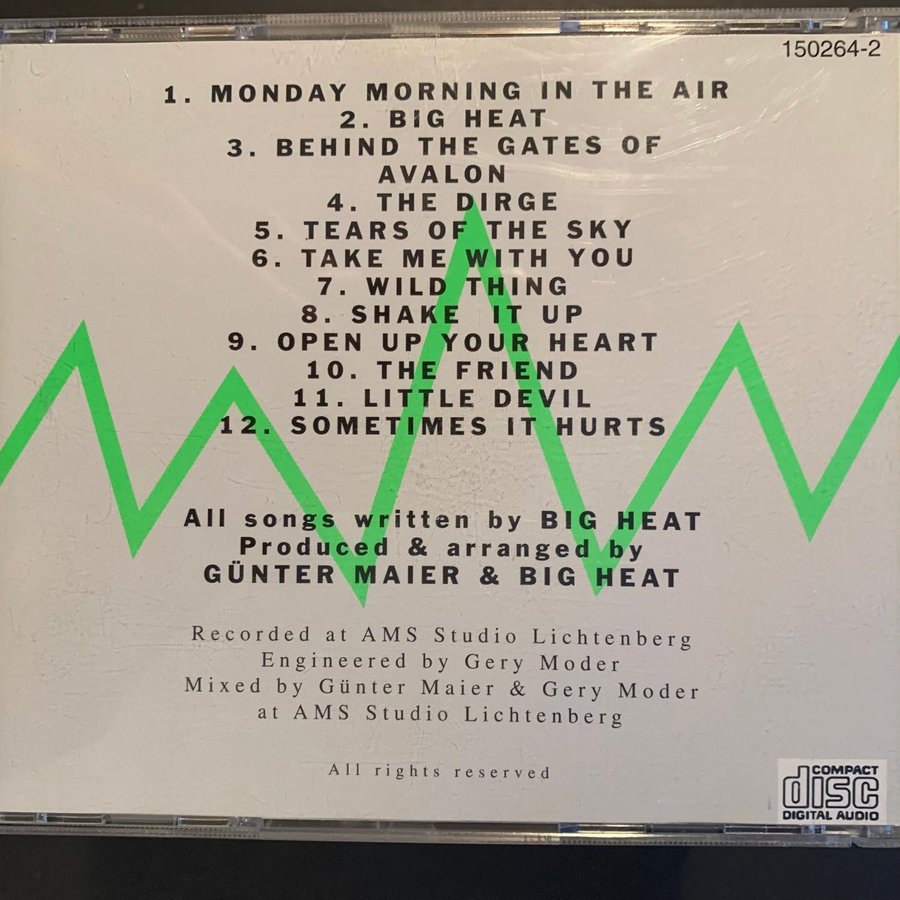 150264-2
1. MONDAY MORNING IN THE AIR
2. BIG HEAT
3. BEHIND THE GATES OF
AVALON
4. THE DIRGE
5. TEARS OF THE SKY
6. TAKE ME WITH YOU
7. WILD THING
8. SHAKE IT UP
9. OPEN UP YOUR HEART
10. THE FRIEND
11. LITTLE DEVIL
12. SOMETIMES IT HURTS
All songs written by BIG HEAT
Produced & arranged by
GÜNTER MAIER & BIG HEAT
Recorded at AMS Studio Lichtenberg
Engineered by Gery Moder
Mixed by Günter Maier & Gery Moder
at AMS Studio Lichtenberg
All rights reserved
COMPACT
disc
DIGITAL AUDIO